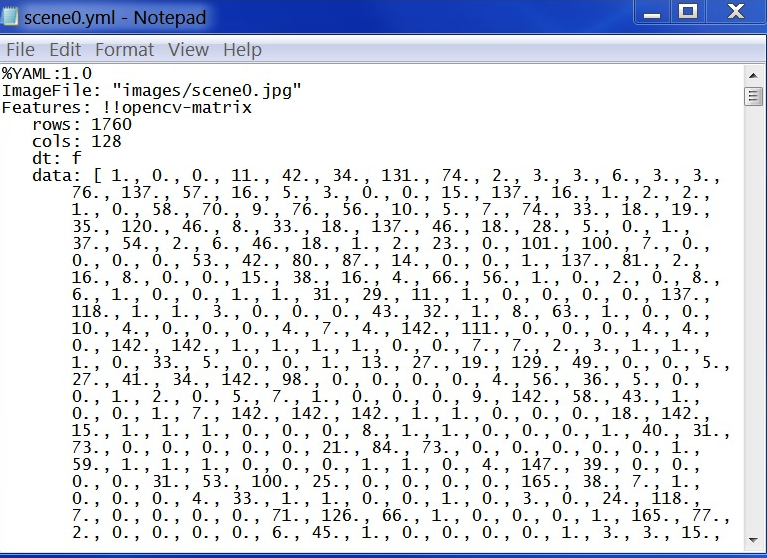 scene0.yml - Notepad
File Edit Format View Help
%YAML:1.0
ImageFile: "images/scene0.jpg"
Features: !!opencv-matrix
rows: 1760
cols: 128
dt: f
data: [ 1., 0., 0., 11., 42., 34., 131., 74., 2., 3., 3., 6., 3., 3.,
76., 137., 57., 16., 5., 3., 0., 0., 15., 137., 16., 1., 2., 2.,
1., 0., 58., 70., 9., 76., 56., 10., 5., 7., 74., 33., 18., 19.,
35., 120., 46., 8., 33., 18., 137., 46., 18., 28., 5., 0., 1.,
37., 54., 2., 6., 46., 18., 1., 2., 23., 0., 101., 100., 7., 0.,
0., 0., 0., 53., 42., 80., 87., 14., 0., 0., 1., 137., 81., 2.,
16., 8., 0., 0., 15., 38., 16., 4., 66., 56., 1., 0., 2., 0., 8.,
6., 1., 0., 0., 1., 1., 31., 29., 11., 1., 0., 0., 0., 0., 137.,
118., 1., 1., 3., 0., 0., 0., 43., 32., 1., 8., 63., 1., 0., 0.,
10., 4., 0., 0., 0., 4., 7., 4., 142., 111., 0., 0., 0., 4., 4.,
0., 142., 142., 1., 1., 1., 1., 0., 0., 7., 7., 2., 3., 1., 1.,
1., 0., 33., 5., 0., 0., 1., 13., 27., 19., 129., 49., 0., 0., 5.,
27., 41., 34., 142., 98., 0., 0., 0., 0., 4., 56., 36., 5., 0.,
0., 1., 2., 0., 5., 7., 1., 0., 0., 0., 9., 142., 58., 43., 1.,
0., 0., 1., 7., 142., 142., 142., 1., 1., 0., 0., 0., 18., 142.,
15., 1., 1., 1., 0., 0., 0., 8., 1., 1., 0., 0., 0., 1., 40., 31.,
73., 0., 0., 0., 0., 21., 84., 73., 0., 0., 0., 0., 0., 1.,
59., 1., 1., 1., 0., 0., 0., 1., 1., 0., 4., 147., 39., 0., 0.,
0., 0., 31., 53., 100., 25., 0., 0., 0., 0., 165., 38., 7., 1.,
0., 0., 0., 4., 33., 1., 1., 0., 0., 1., 0., 3., 0., 24., 118.,
7., 0., 0., 0., 0., 71., 126., 66., 1., 0., 0., 0., 1., 165., 77.,
2., 0., 0., 0., 0., 6., 45., 1., 0., 0., 0., 0., 1., 3., 3., 15.,